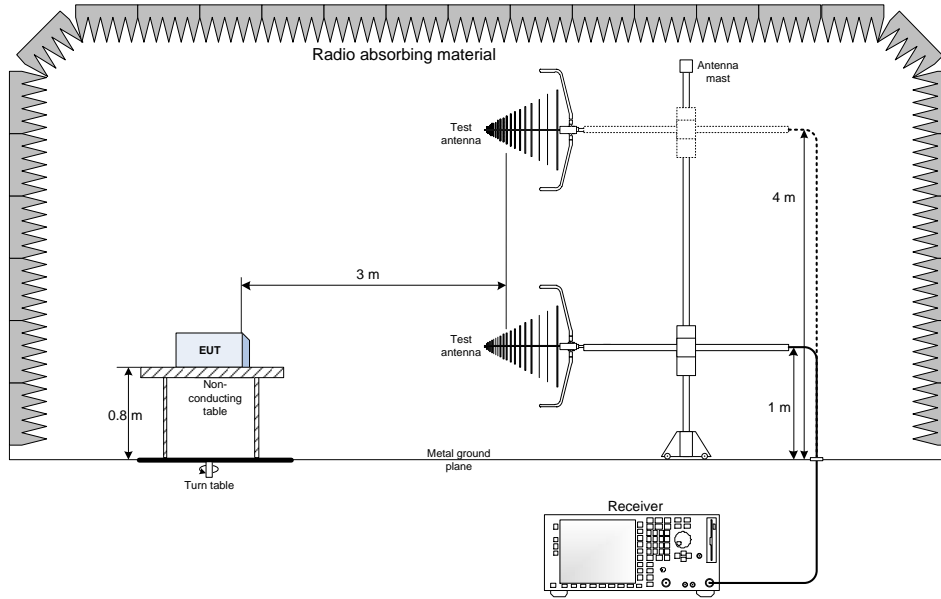 Radio absorbing material
Antenna
mast
Test
antenna
4 m
3 m
Test
antenna
EUT
Non-
conducting
table
0.8 m
1 m
Metal ground
plane
Turn table
Receiver